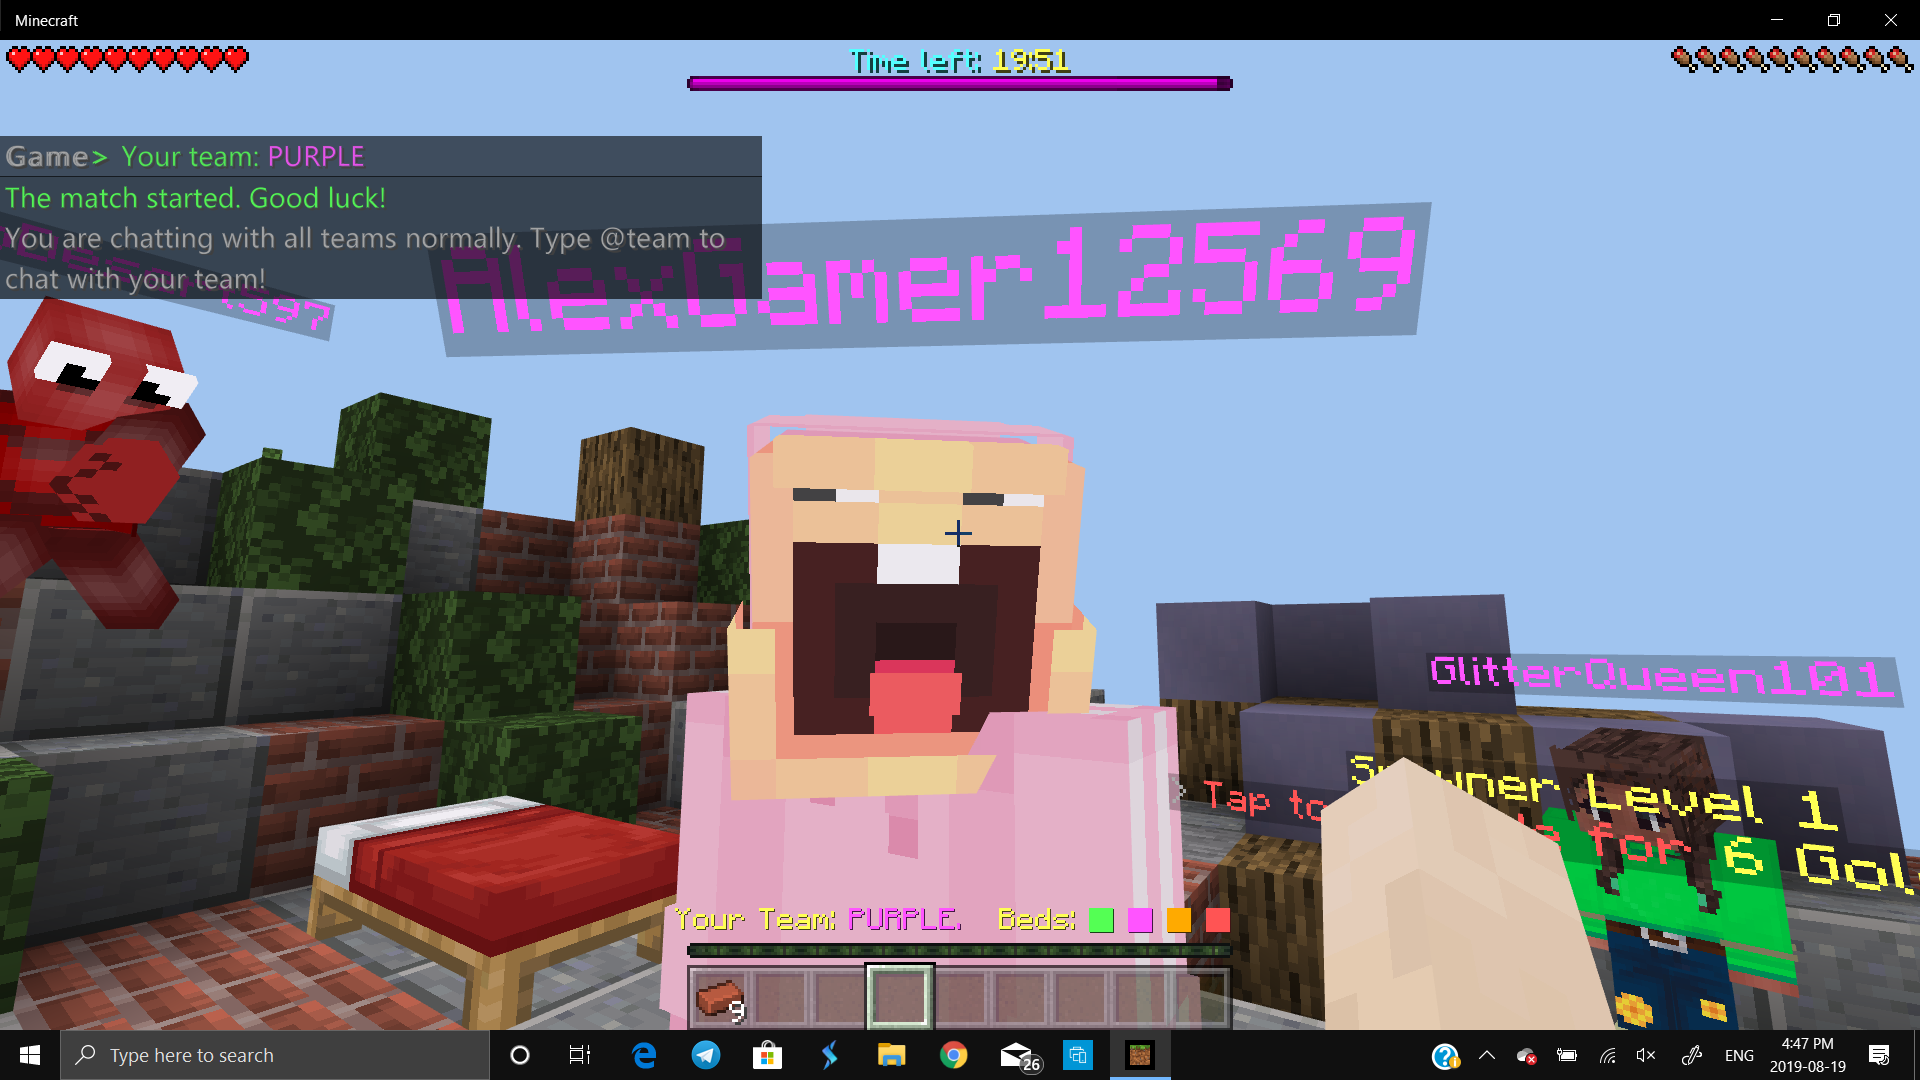 Minecraft
Time left: 19:51
Game> Your team: PURPLE
The match started. Good luck!
You are chatting with all teams normally. Type @team to
chat with your team!
AlexGamer12569
GlitterQueen101
Level 1
Tap to
for 6 Gol
Your Team: PURPLE. Beds:
9
Type here to search
26
ENG
4:47 PM
2019-08-19